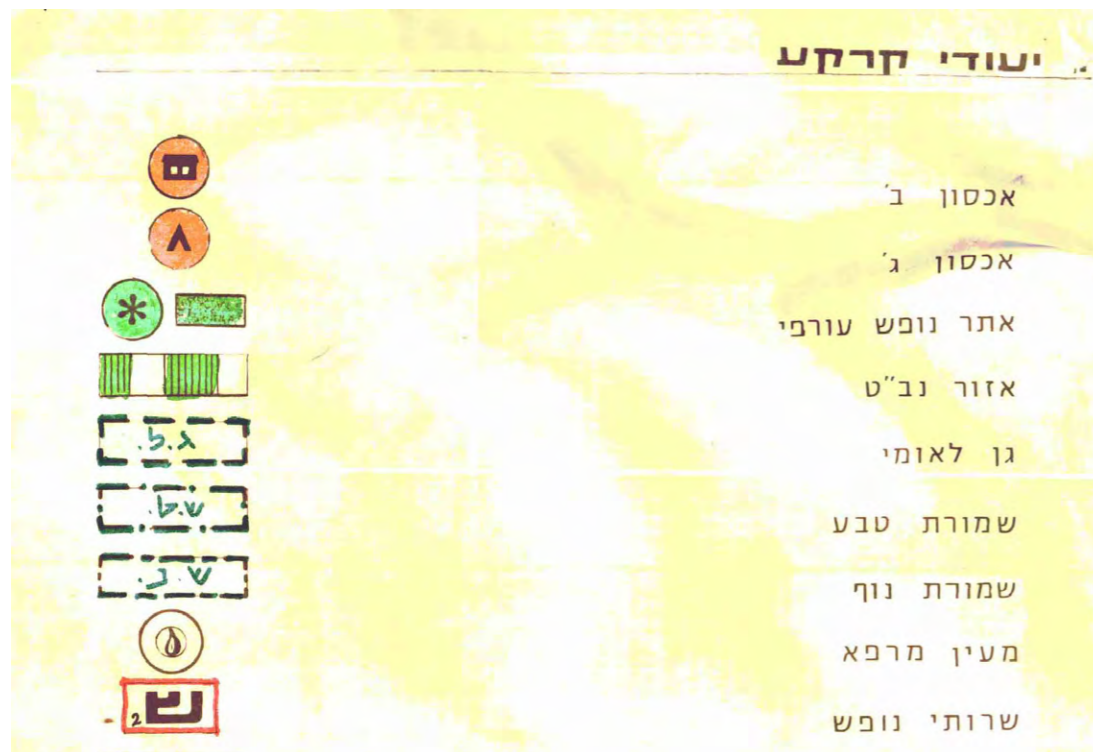 יעודי קרקע
אכסון ב'
אכסון ג'
אתר נופש עורפי
אזור נב"ט
גן לאומי
ג.ל.
שמורת טבע
ש.ט.
שמורת נוף
ש.נ.
מעין מרפא
שרותי נופש
ש 2